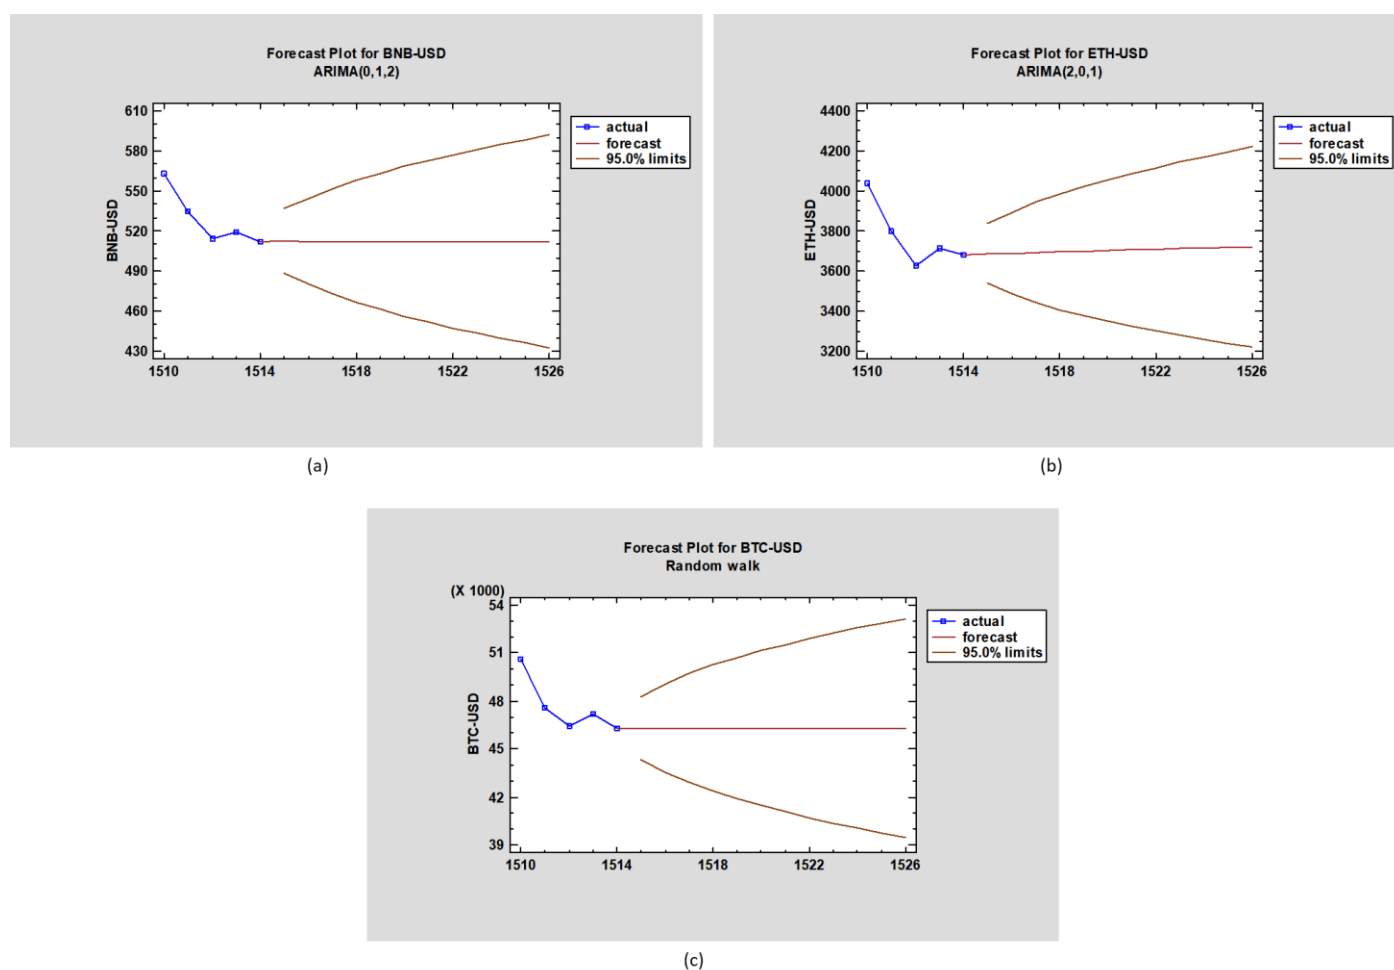 Forecast Plot for BNB-USD
ARIMA(0,1,2)
BNB-USD
610
580
550
520
490
460
430
1510
1514
1518
1522
1526
actual
forecast
95.0% limits
(a)
Forecast Plot for ETH-USD
ARIMA(2,0,1)
ETH-USD
4400
4200
4000
3800
3600
3400
3200
1510
1514
1518
1522
1526
actual
forecast
95.0% limits
(b)
Forecast Plot for BTC-USD
Random walk
(X 1000)
BTC-USD
54
51
48
45
42
39
1510
1514
1518
1522
1526
actual
forecast
95.0% limits
(c)